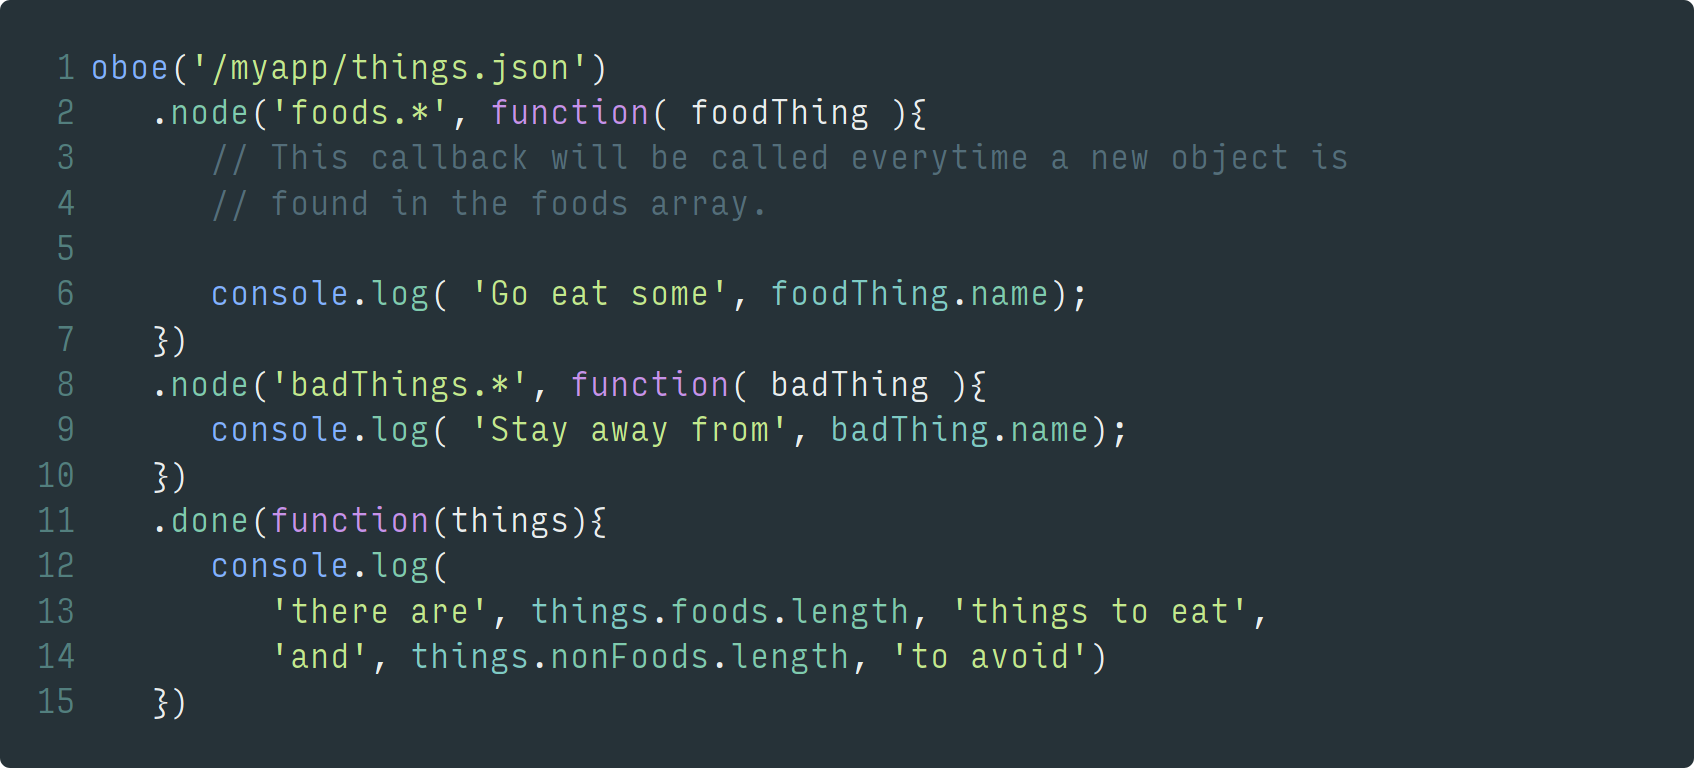 1 oboe('/myapp/things.json')
2    .node('foods.*', function( foodThing ){
3       // This callback will be called everytime a new object is
4       // found in the foods array.
5
6       console.log( 'Go eat some', foodThing.name);
7    })
8    .node('badThings.*', function( badThing ){
9       console.log( 'Stay away from', badThing.name);
10    })
11    .done(function(things){
12       console.log(
13          'there are', things.foods.length, 'things to eat',
14          'and', things.nonFoods.length, 'to avoid')
15    })